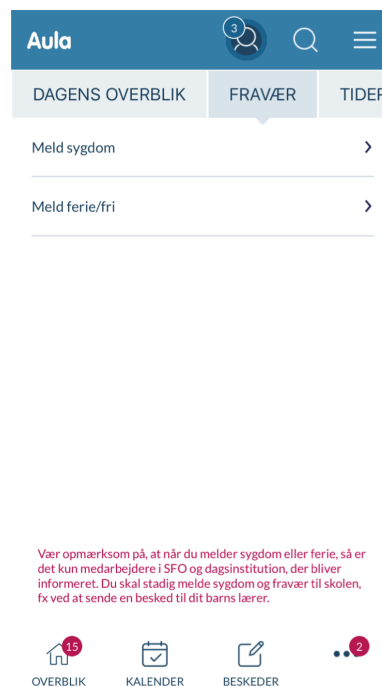 Aula
3
DAGENS OVERBLIK
FRAVÆR
TIDER
Meld sygdom
Meld ferie/fri
Vær opmærksom på, at når du melder sygdom eller ferie, så er
det kun medarbejdere i SFO og dagsinstitution, der bliver
informeret. Du skal stadig melde sygdom og fravær til skolen,
fx ved at sende en besked til dit barns lærer.
15
2
OVERBLIK
KALENDER
BESKEDER